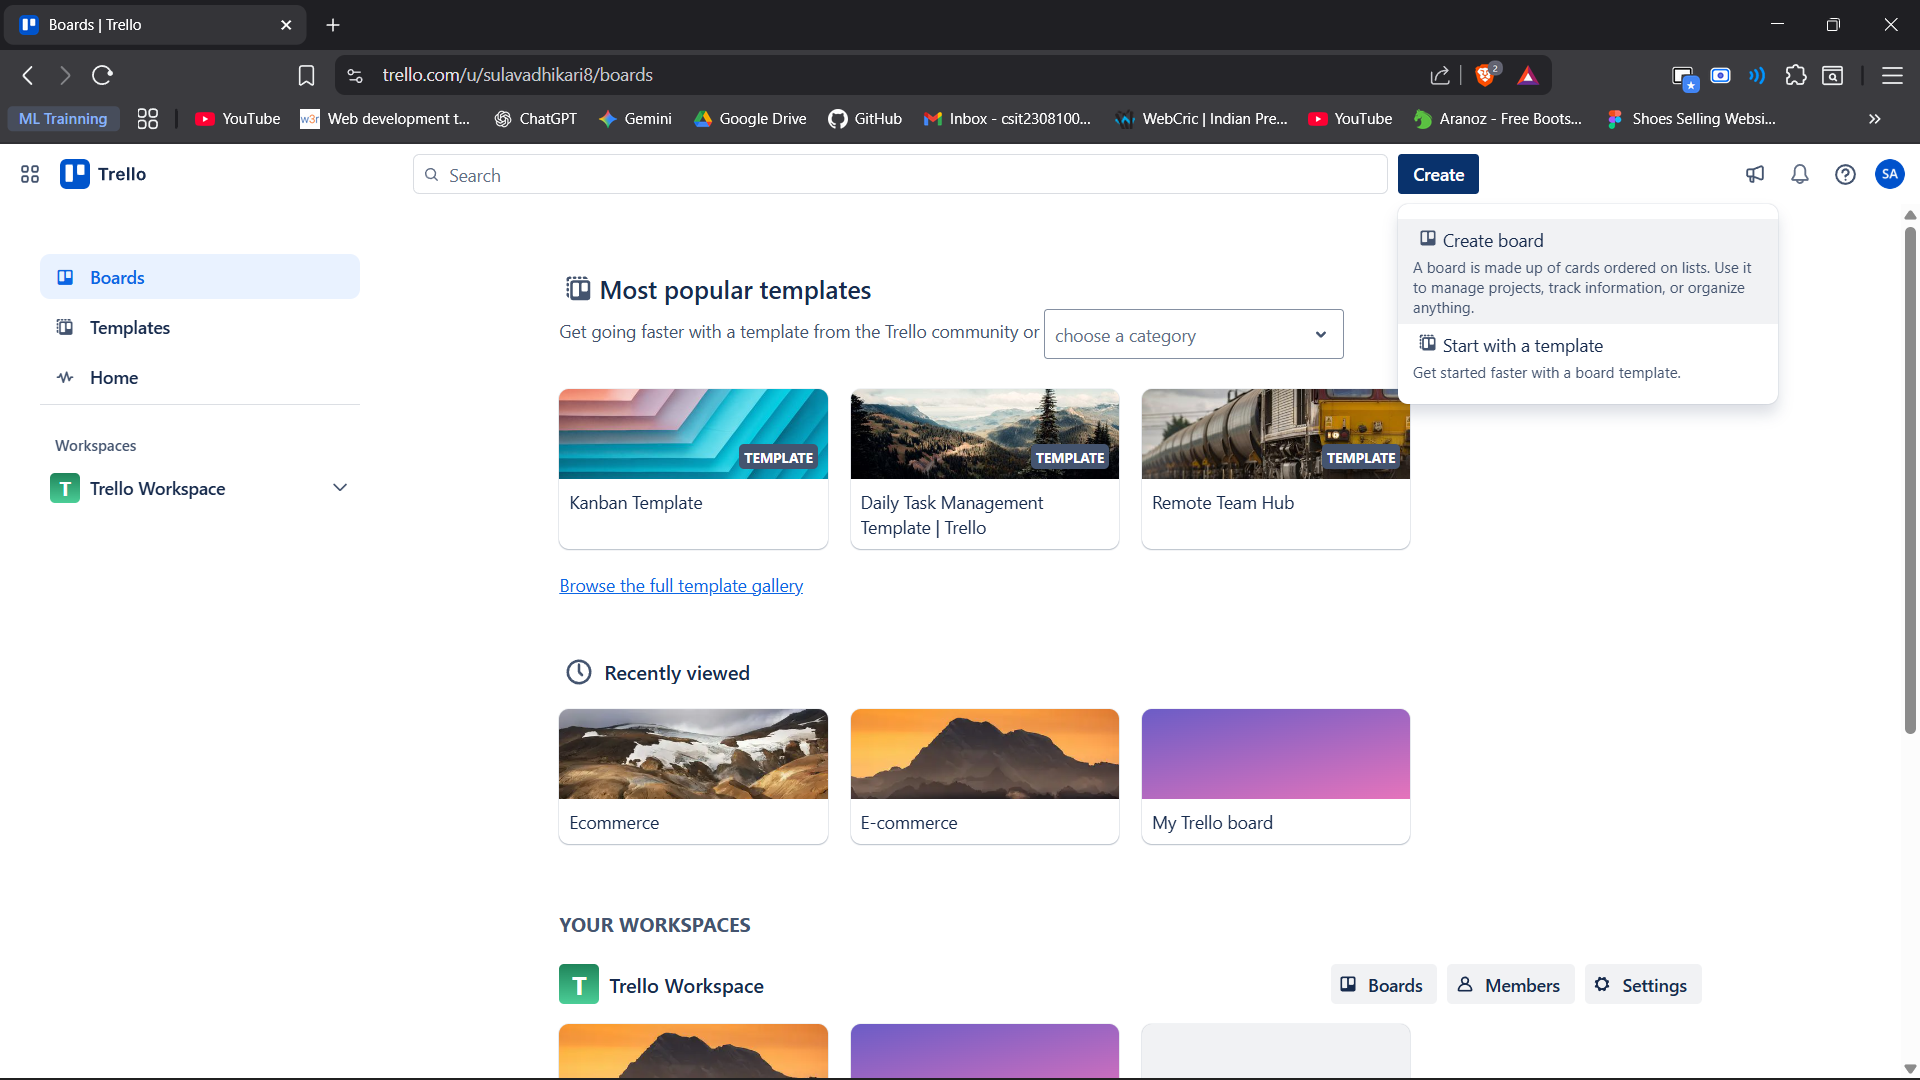 Boards | Trello
trello.com/u/sulavadhikari8/boards
2
ML Trainning
YouTube
w3r
Web development t...
ChatGPT
Gemini
Google Drive
GitHub
Inbox - csit2308100...
WebCric | Indian Pre...
YouTube
Aranoz - Free Boots...
Shoes Selling Websi...
Trello
Search
Create
SA
Create board
A board is made up of cards ordered on lists. Use it
to manage projects, track information, or organize
anything.
Start with a template
Get started faster with a board template.
Boards
Templates
Home
Workspaces
T
Trello Workspace
Most popular templates
Get going faster with a template from the Trello community or
choose a category
TEMPLATE
TEMPLATE
TEMPLATE
Kanban Template
Daily Task Management
Template | Trello
Remote Team Hub
Browse the full template gallery
Recently viewed
Ecommerce
E-commerce
My Trello board
YOUR WORKSPACES
T
Trello Workspace
Boards
Members
Settings